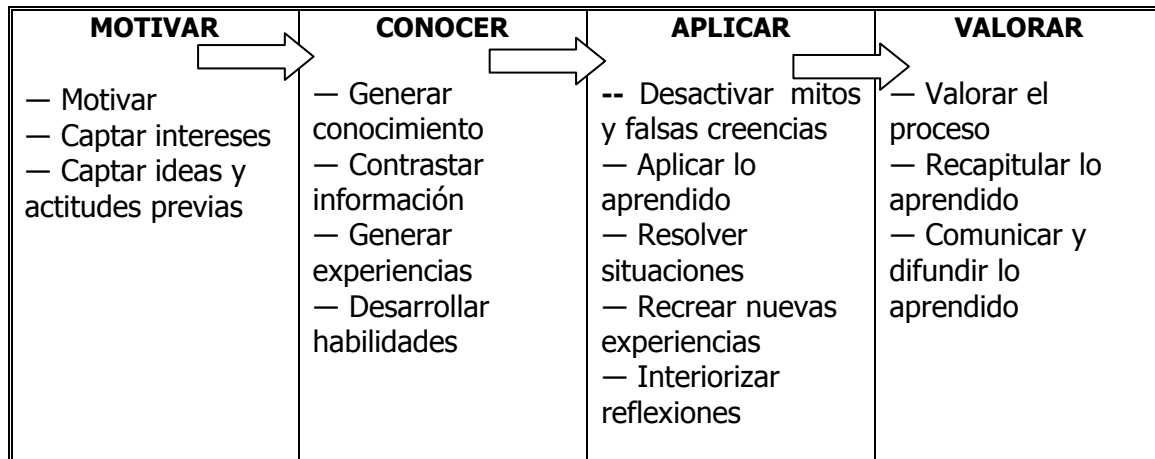 MOTIVAR
— Motivar
— Captar intereses
— Captar ideas y
actitudes previas
CONOCER
— Generar
conocimiento
— Contrastar
información
— Generar
experiencias
— Desarrollar
habilidades
APLICAR
-- Desactivar mitos
y falsas creencias
— Aplicar lo
aprendido
— Resolver
situaciones
— Recrear nuevas
experiencias
— Interiorizar
reflexiones
VALORAR
— Valorar el
proceso
— Recapitular lo
aprendido
— Comunicar y
difundir lo
aprendido